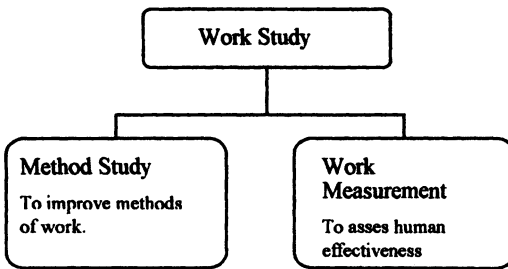 Work Study
Method Study
To improve methods
of work.
Work
Measurement
To asses human
effectiveness